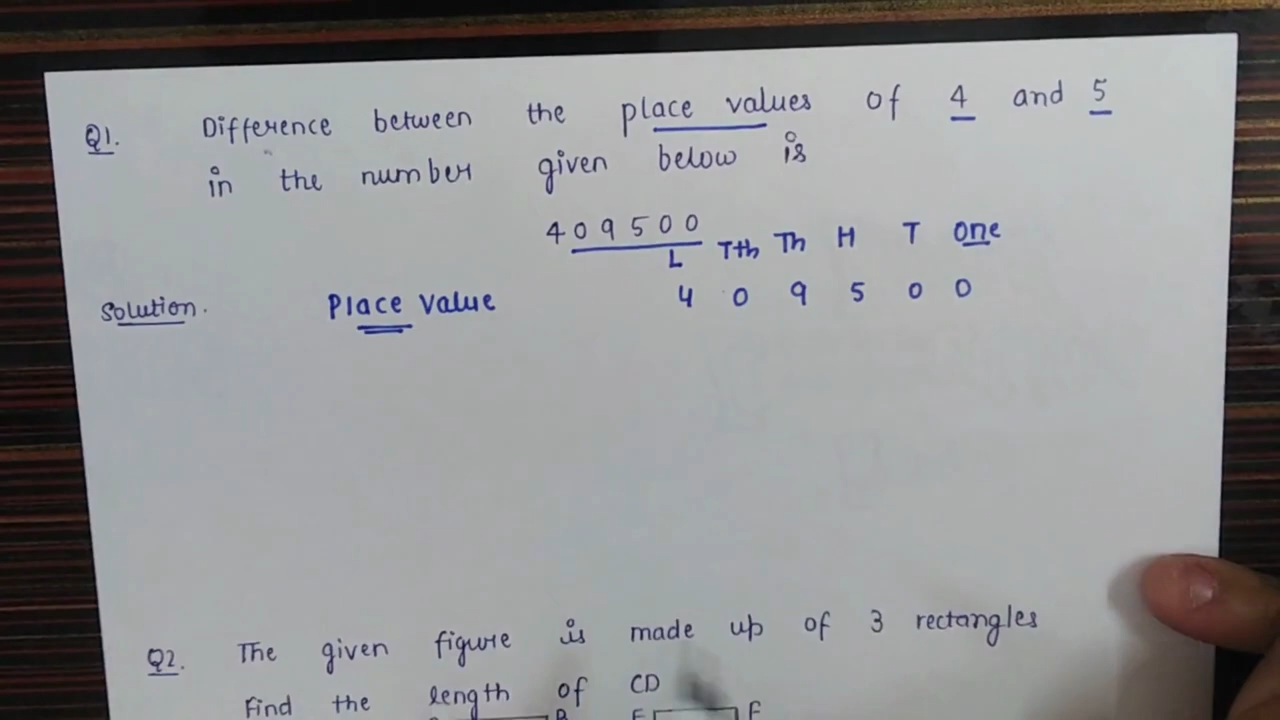 Q1. Difference between the place values of 4 and 5
in the number given below is
409500
L Tth Th H T One
Solution. Place Value 4 0 9 5 0 0
Q2. The given figure is made up of 3 rectangles
Find the length of CD
B E F